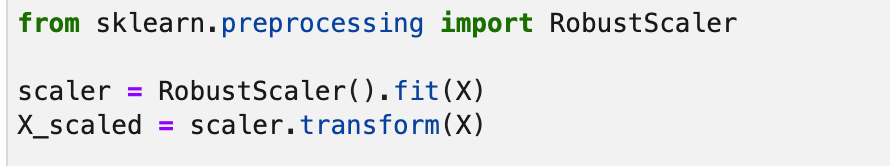 from sklearn.preprocessing import RobustScaler
scaler = RobustScaler().fit(X)
X_scaled = scaler.transform(X)